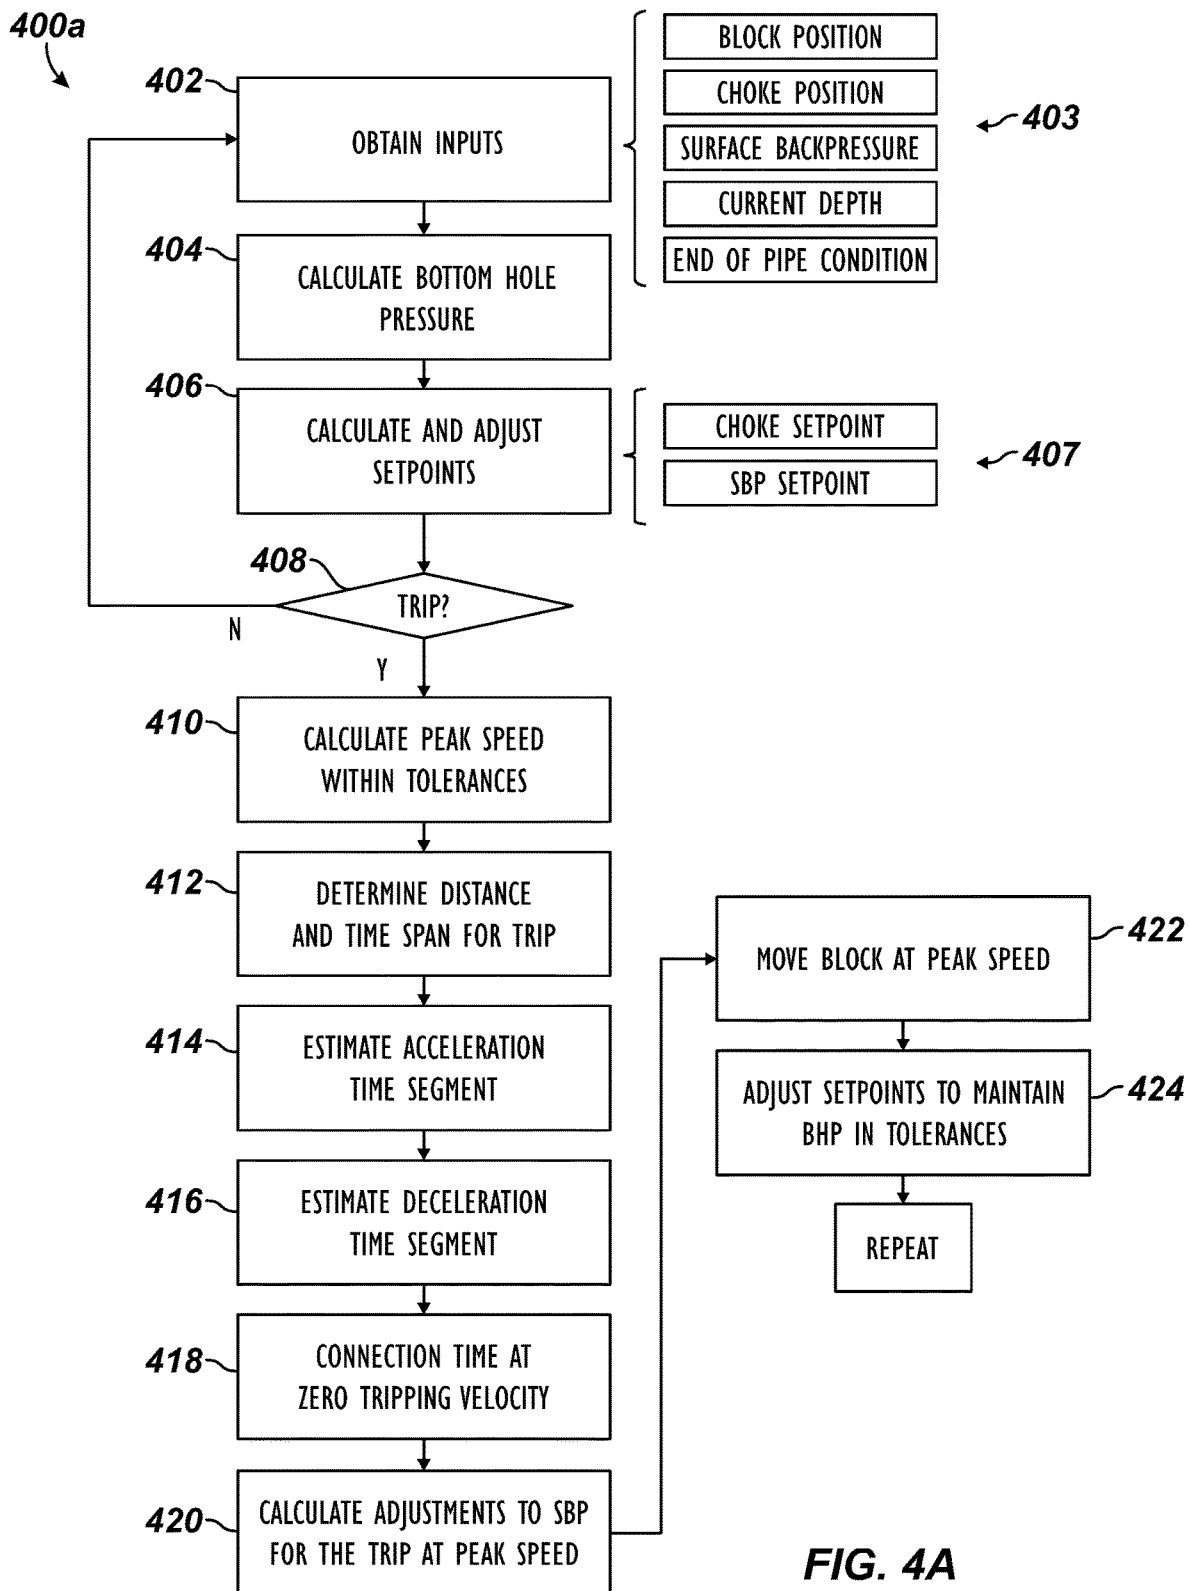 400a
402
OBTAIN INPUTS
BLOCK POSITION
CHOKE POSITION
SURFACE BACKPRESSURE
CURRENT DEPTH
END OF PIPE CONDITION
403
404
CALCULATE BOTTOM HOLE
PRESSURE
406
CALCULATE AND ADJUST
SETPOINTS
CHOKE SETPOINT
SBP SETPOINT
407
408
TRIP?
N
Y
410
CALCULATE PEAK SPEED
WITHIN TOLERANCES
412
DETERMINE DISTANCE
AND TIME SPAN FOR TRIP
414
ESTIMATE ACCELERATION
TIME SEGMENT
416
ESTIMATE DECELERATION
TIME SEGMENT
418
CONNECTION TIME AT
ZERO TRIPPING VELOCITY
420
CALCULATE ADJUSTMENTS TO SBP
FOR THE TRIP AT PEAK SPEED
MOVE BLOCK AT PEAK SPEED
422
ADJUST SETPOINTS TO MAINTAIN
BHP IN TOLERANCES
424
REPEAT
FIG. 4A